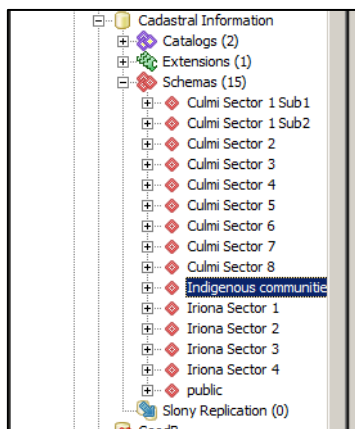 Cadastral Information
Catalogs (2)
Extensions (1)
Schemas (15)
Culmi Sector 1 Sub1
Culmi Sector 1 Sub2
Culmi Sector 2
Culmi Sector 3
Culmi Sector 4
Culmi Sector 5
Culmi Sector 6
Culmi Sector 7
Culmi Sector 8
Indigenous communitie
Iriona Sector 1
Iriona Sector 2
Iriona Sector 3
Iriona Sector 4
public
Slony Replication (0)